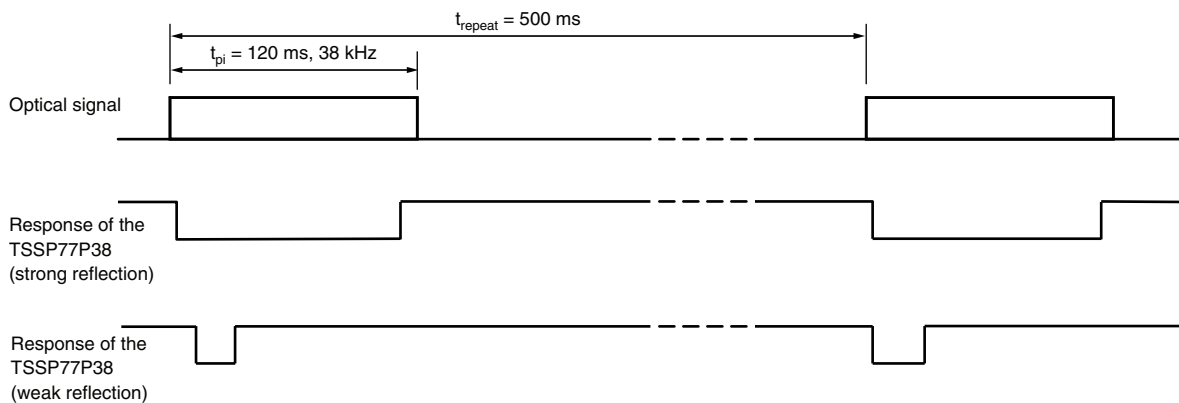 t_repeat = 500 ms
t_pi = 120 ms, 38 kHz
Optical signal
Response of the
TSSP77P38
(strong reflection)
Response of the
TSSP77P38
(weak reflection)